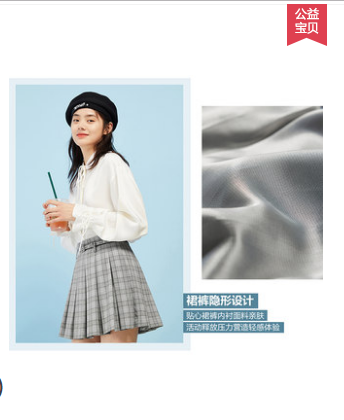 公益
宝贝
裙裤隐形设计
贴心裙裤内衬面料亲肤
活动释放压力营造轻感体验